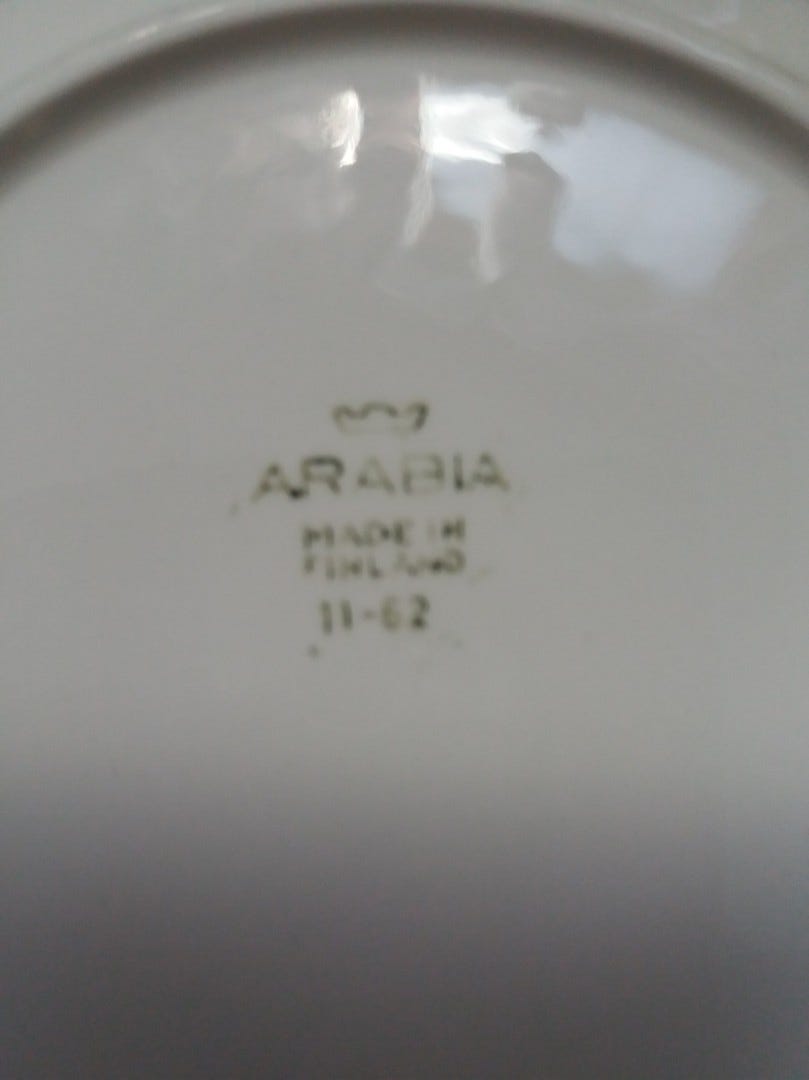 ARABIA
MADE IN
FINLAND
11-62